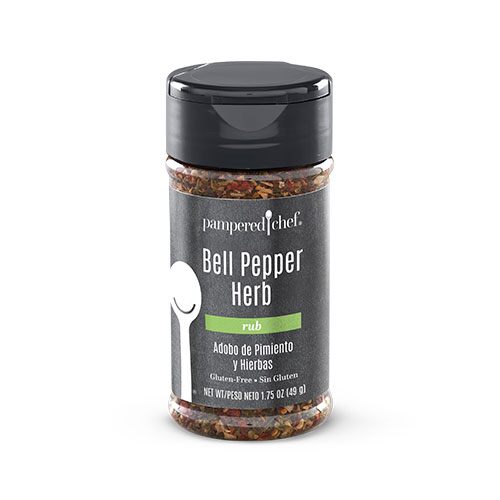 pampered chef®
Bell Pepper
Herb
rub
Adobo de Pimiento
y Hierbas
Gluten-Free • Sin Gluten
NET WT/PESO NETO 1.75 OZ (49 g)